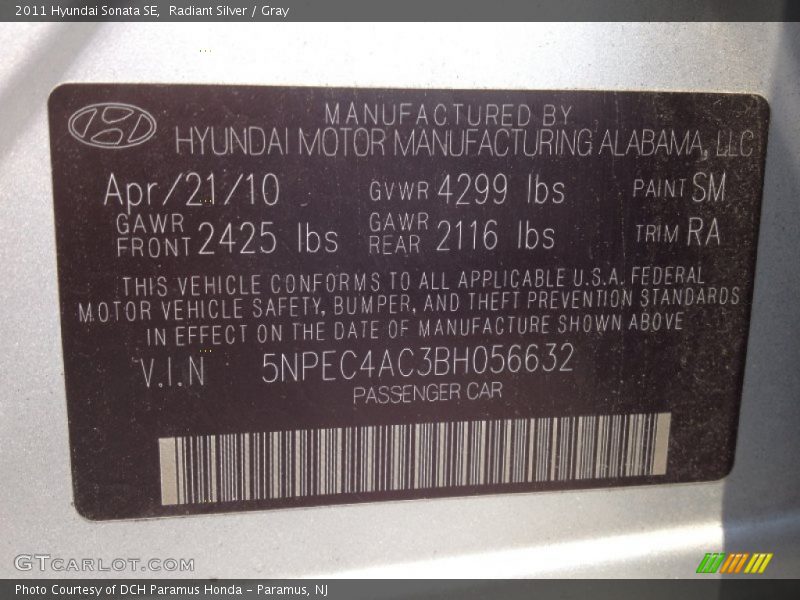 2011 Hyundai Sonata SE,  Radiant Silver / Gray
MANUFACTURED BY
HYUNDAI MOTOR MANUFACTURING ALABAMA, LLC
Apr/21/10 GVWR 4299 lbs PAINT SM
GAWR FRONT 2425 lbs GAWR REAR 2116 lbs TRIM RA
THIS VEHICLE CONFORMS TO ALL APPLICABLE U.S.A. FEDERAL
MOTOR VEHICLE SAFETY, BUMPER, AND THEFT PREVENTION STANDARDS
IN EFFECT ON THE DATE OF MANUFACTURE SHOWN ABOVE
V.I.N 5NPEC4AC3BH056632
PASSENGER CAR
GTCARLOT.COM
Photo Courtesy of DCH Paramus Honda - Paramus, NJ